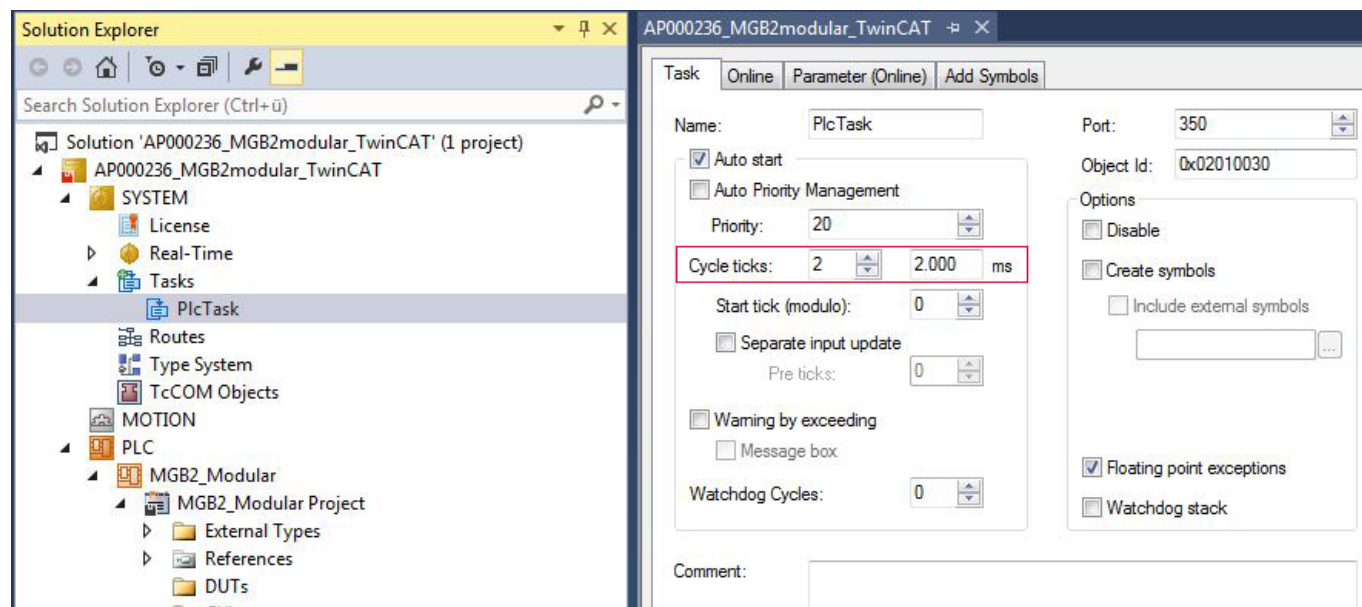 Solution Explorer
Search Solution Explorer (Ctrl+ü)
Solution 'AP000236_MGB2modular_TwinCAT' (1 project)
AP000236_MGB2modular_TwinCAT
SYSTEM
License
Real-Time
Tasks
PlcTask
Routes
Type System
TcCOM Objects
MOTION
PLC
MGB2_Modular
MGB2_Modular Project
External Types
References
DUTs
AP000236_MGB2modular_TwinCAT
Task Online Parameter (Online) Add Symbols
Name: PlcTask
Auto start
Auto Priority Management
Priority: 20
Cycle ticks: 2 2.000 ms
Start tick (modulo): 0
Separate input update
Pre ticks: 0
Warning by exceeding
Message box
Watchdog Cycles: 0
Port: 350
Object Id: 0x02010030
Options
Disable
Create symbols
Include external symbols
...
Floating point exceptions
Watchdog stack
Comment: